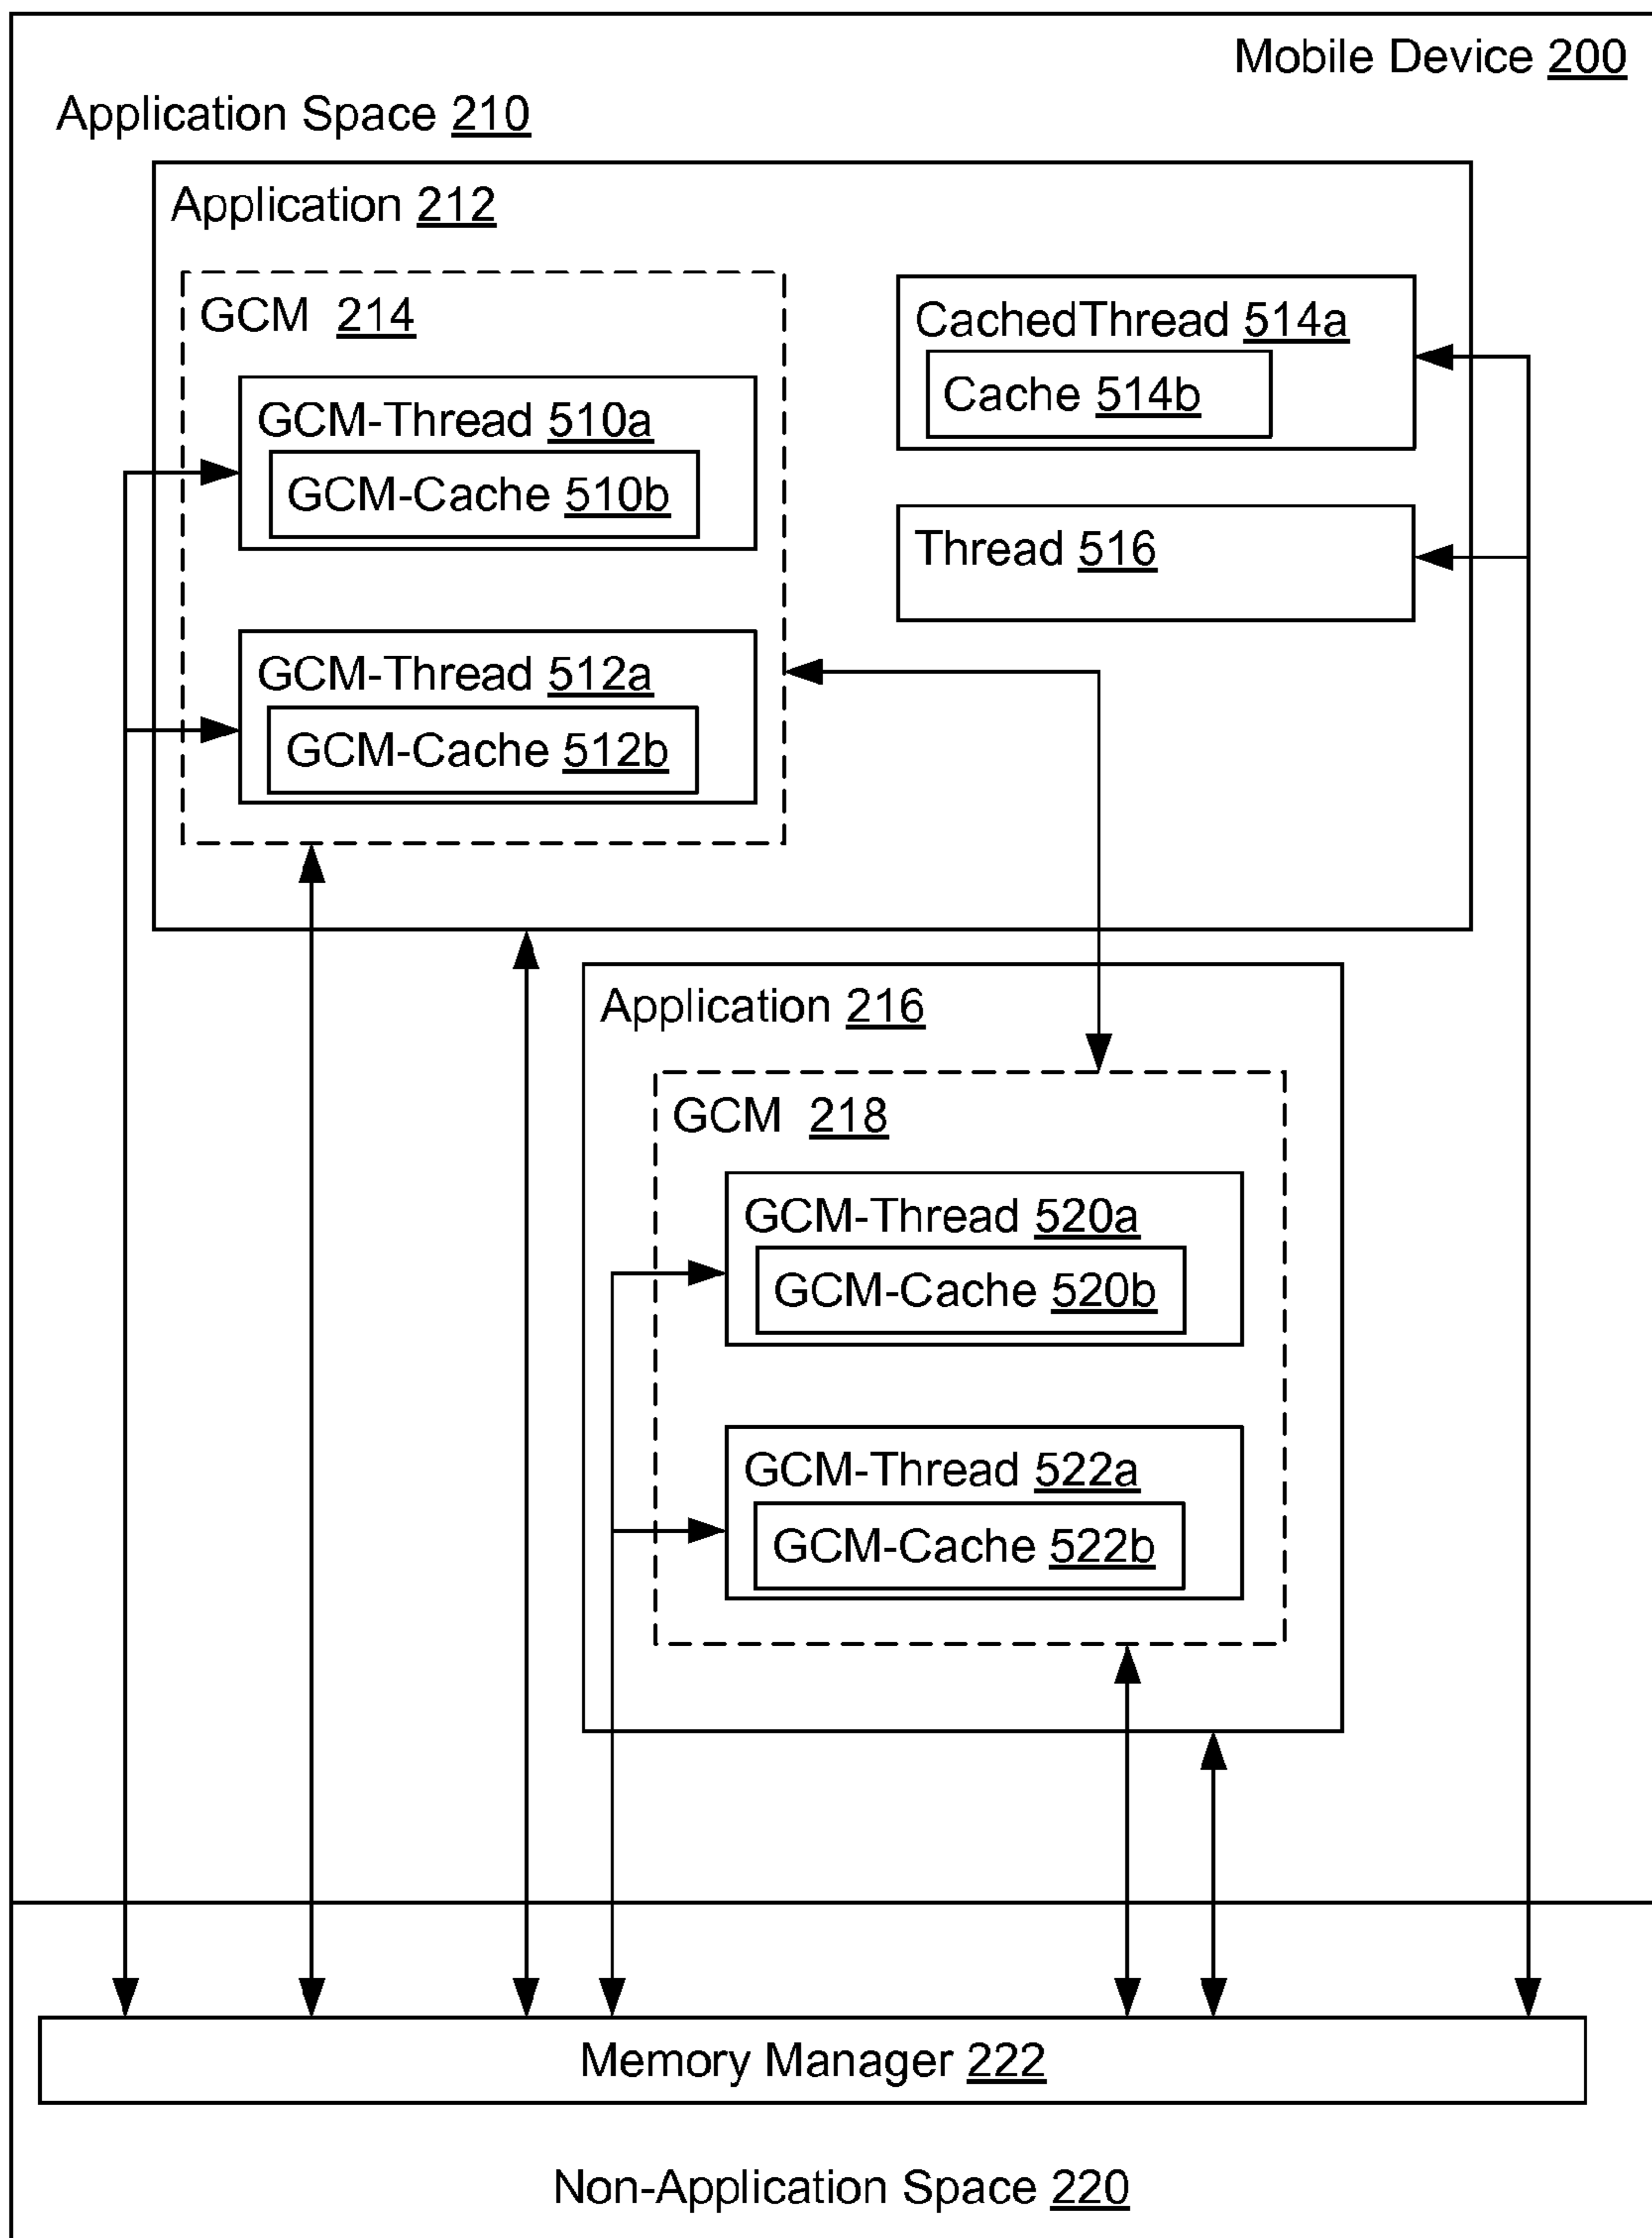 Mobile Device 200
Application Space 210
Application 212
GCM 214
GCM-Thread 510a
GCM-Cache 510b
GCM-Thread 512a
GCM-Cache 512b
CachedThread 514a
Cache 514b
Thread 516
Application 216
GCM 218
GCM-Thread 520a
GCM-Cache 520b
GCM-Thread 522a
GCM-Cache 522b
Memory Manager 222
Non-Application Space 220